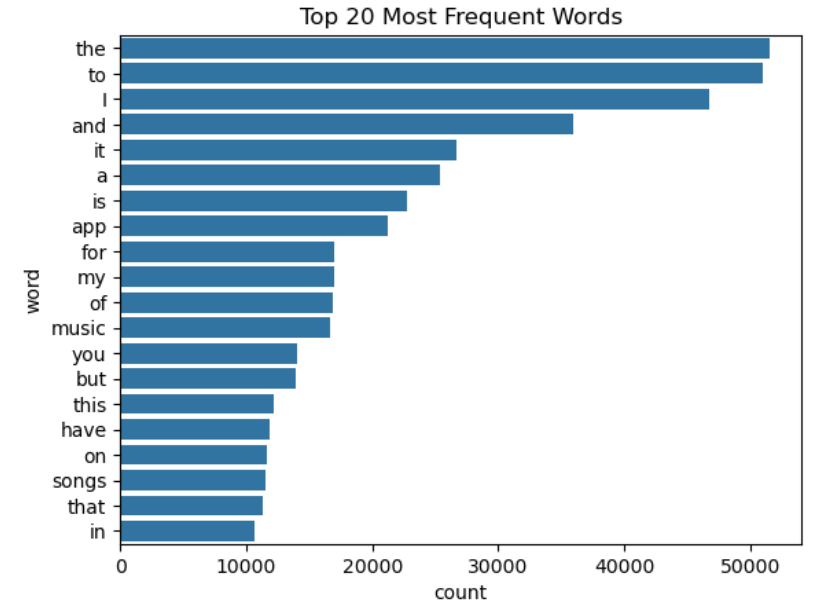 Top 20 Most Frequent Words
the
to
I
and
it
a
is
app
for
my
of
music
you
but
this
have
on
songs
that
in
word
0 10000 20000 30000 40000 50000
count